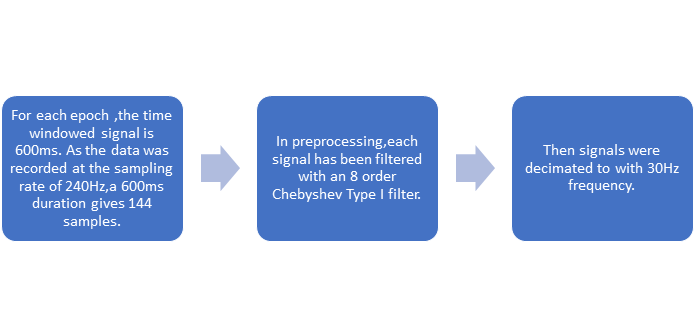 For each epoch ,the time
windowed signal is
600ms. As the data was
recorded at the sampling
rate of 240Hz,a 600ms
duration gives 144
samples.
In preprocessing,each
signal has been filtered
with an 8 order
Chebyshev Type I filter.
Then signals were
decimated to with 30Hz
frequency.